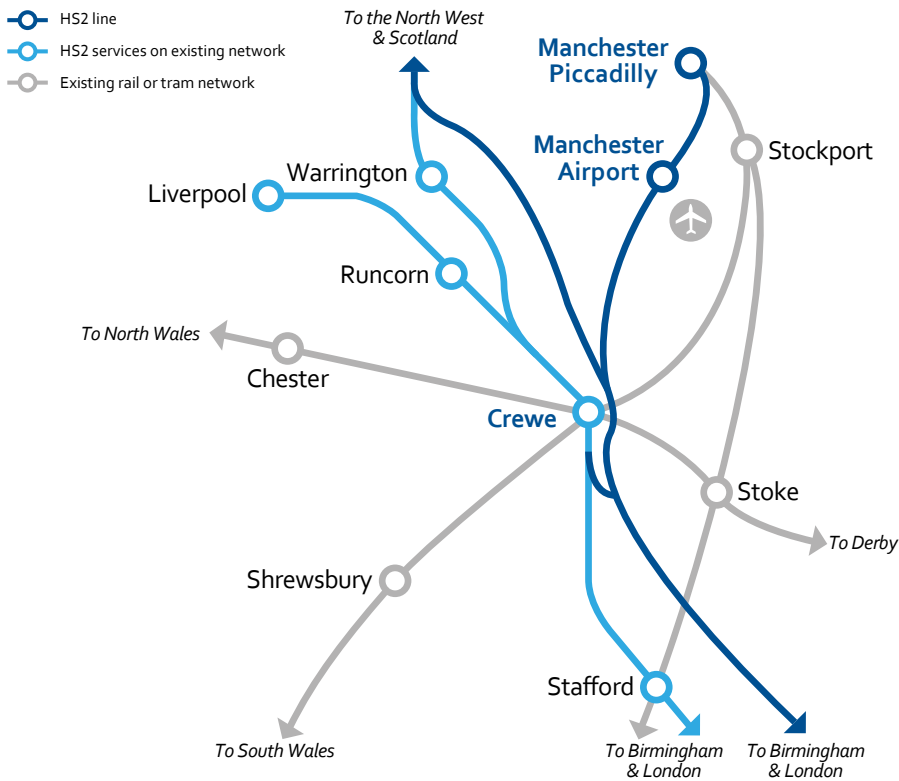 HS2 line
HS2 services on existing network
Existing rail or tram network
To the North West
& Scotland
Manchester
Piccadilly
Stockport
Manchester
Airport
Warrington
Liverpool
Runcorn
To North Wales
Chester
Crewe
Stoke
To Derby
Shrewsbury
Stafford
To South Wales
To Birmingham
& London
To Birmingham
& London